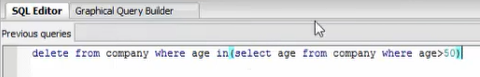 SQL Editor Graphical Query Builder
Previous queries
delete from company where age in(select age from company where age>50)